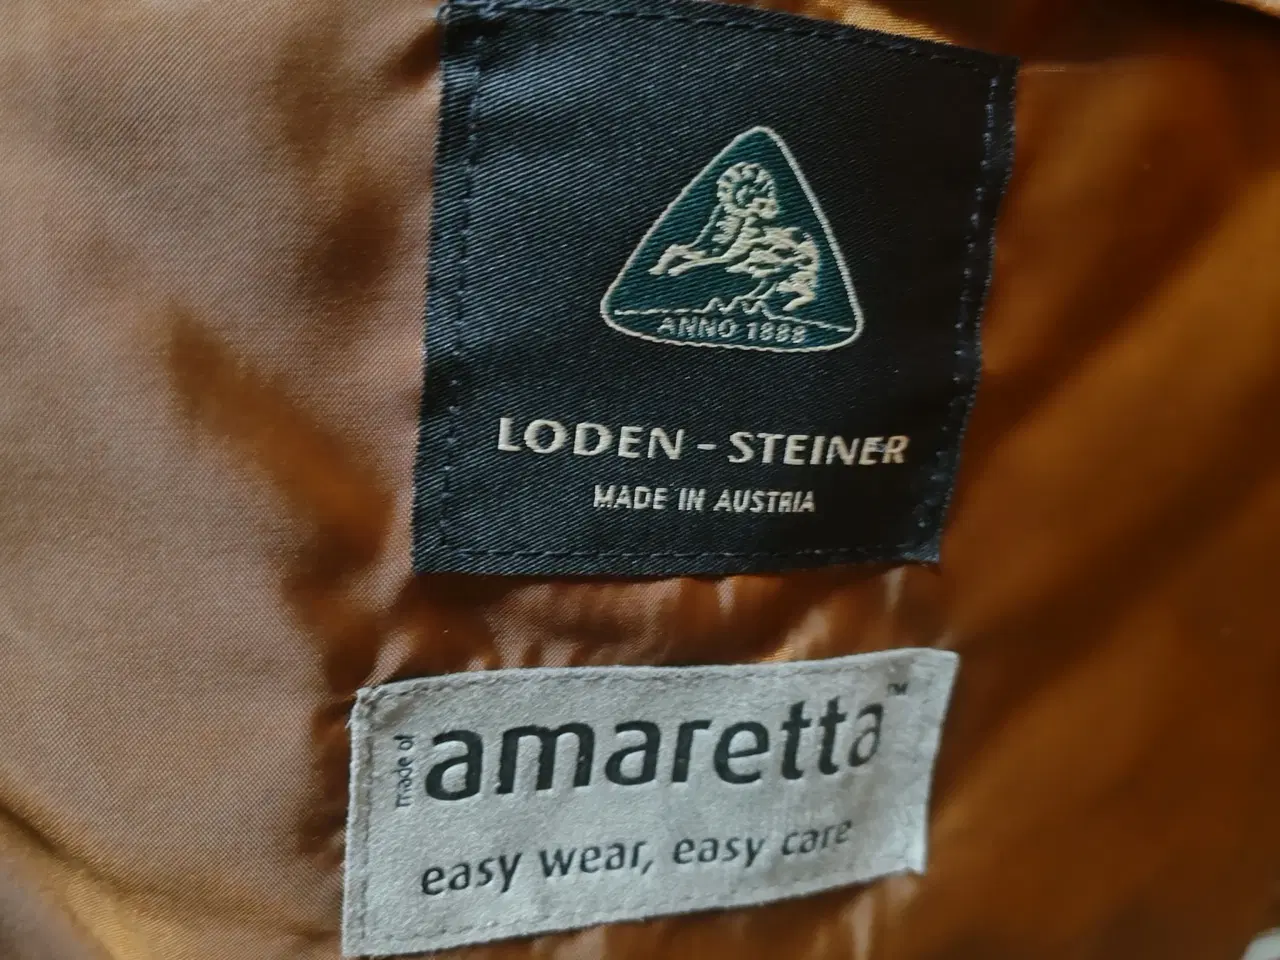 ANNO 1888
LODEN - STEINER
MADE IN AUSTRIA
made of
amaretta™
easy wear, easy care